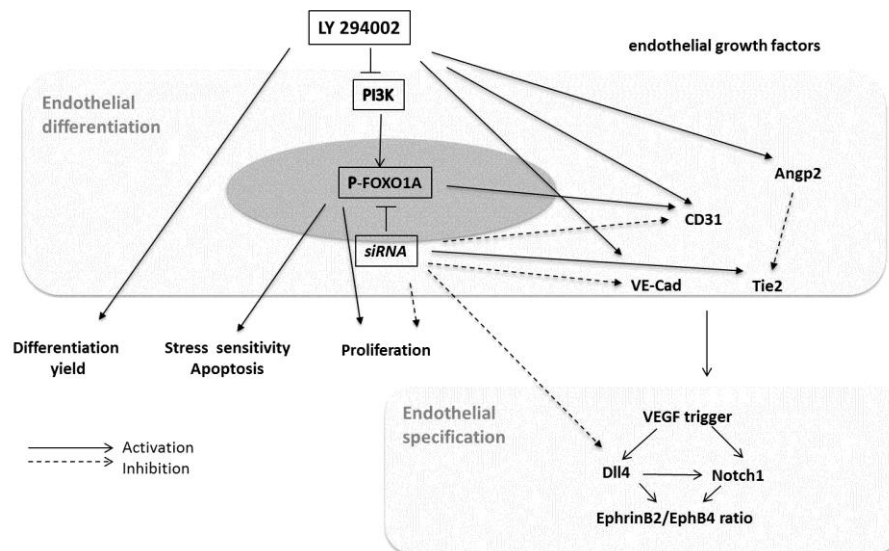 LY 294002
endothelial growth factors
Endothelial
differentiation
PI3K
P-FOXO1A
Angp2
CD31
siRNA
VE-Cad
Tie2
Differentiation
yield
Stress sensitivity
Apoptosis
Proliferation
Endothelial
specification
VEGF trigger
Activation
Inhibition
Dll4
Notch1
EphrinB2/EphB4 ratio